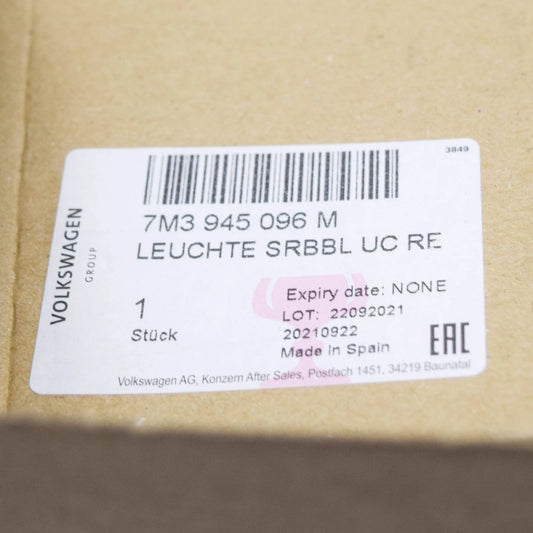 3849
7M3 945 096 M
LEUCHTE SRBBL UC RE
VOLKSWAGEN
GROUP
1
Stück
Expiry date: NONE
LOT: 22092021
20210922
Made in Spain
EAC
Volkswagen AG, Konzern After Sales, Postfach 1451, 34219 Baunatal